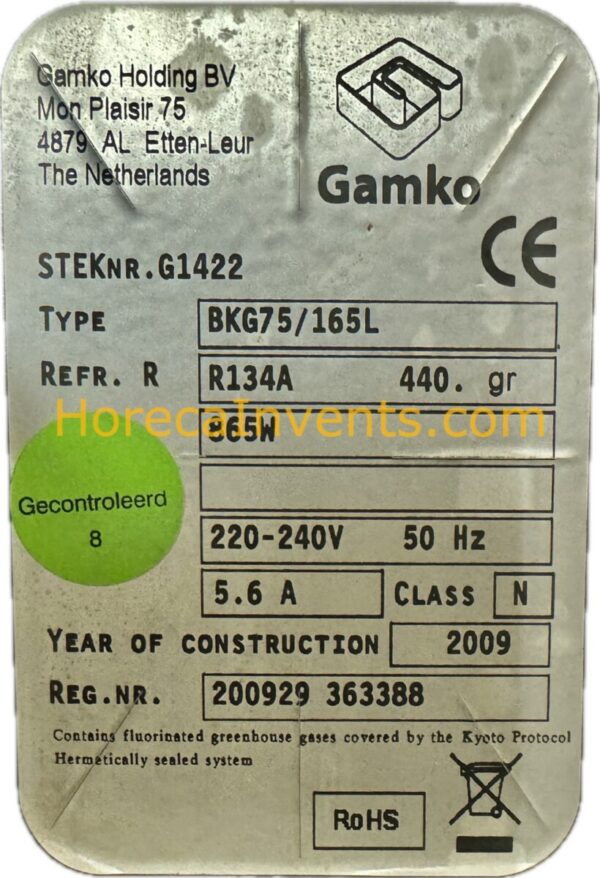 Gamko Holding BV
Mon Plaisir 75
4879 AL Etten-Leur
The Netherlands
Gamko
CE
STEKNR.G1422
TYPE BKG75/165L
REFR. R R134A 440. gr
HorecaInvents.com
865W
Gecontroleerd
8
220-240V 50 Hz
5.6 A CLASS N
YEAR OF CONSTRUCTION 2009
REG.NR. 200929 363388
Contains fluorinated greenhouse gases covered by the Kyoto Protocol
Hermetically sealed system
RoHS